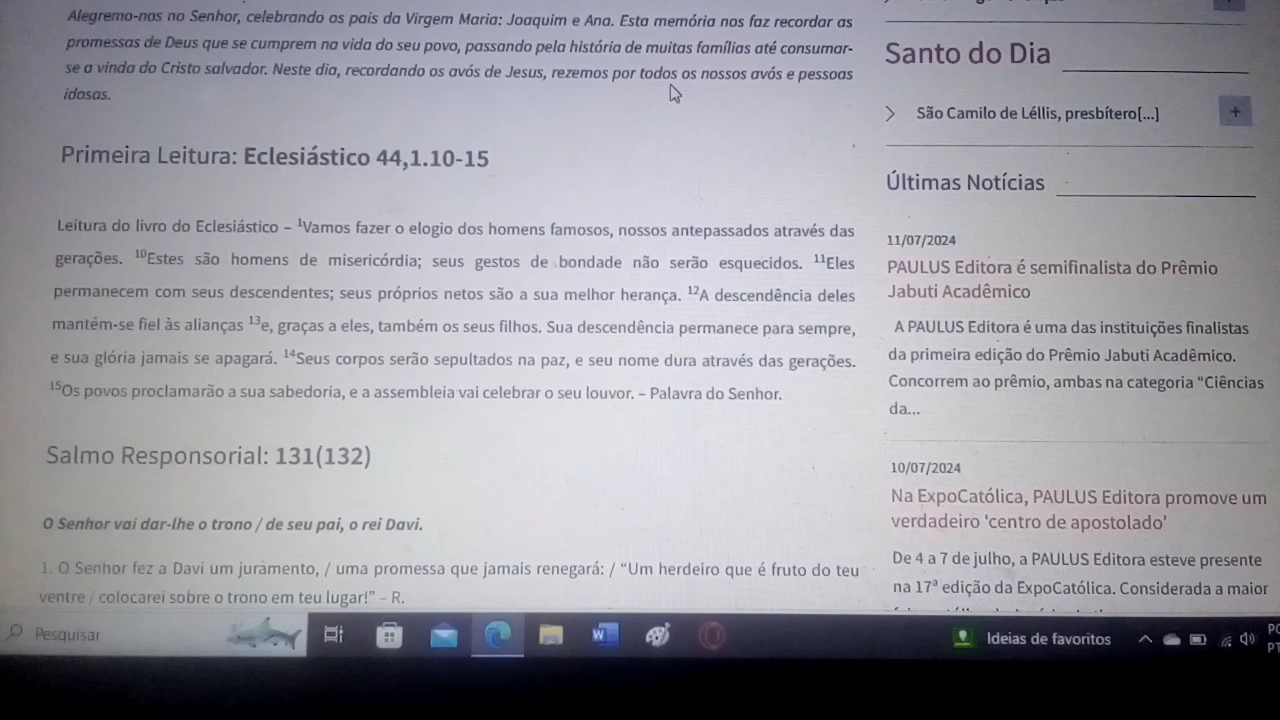 Alegremo-nos no Senhor, celebrando os pais da Virgem Maria: Joaquim e Ana. Esta memória nos faz recordar as
promessas de Deus que se cumprem na vida do seu povo, passando pela história de muitas famílias até consumar-
se a vinda do Cristo salvador. Neste dia, recordando os avós de Jesus, rezemos por todos os nossos avós e pessoas
idosas.
Primeira Leitura: Eclesiástico 44,1.10-15
Leitura do livro do Eclesiástico – ¹Vamos fazer o elogio dos homens famosos, nossos antepassados através das
gerações. ¹⁰Estes são homens de misericórdia; seus gestos de bondade não serão esquecidos. ¹¹Eles
permanecem com seus descendentes; seus próprios netos são a sua melhor herança. ¹²A descendência deles
mantém-se fiel às alianças ¹³e, graças a eles, também os seus filhos. Sua descendência permanece para sempre,
e sua glória jamais se apagará. ¹⁴Seus corpos serão sepultados na paz, e seu nome dura através das gerações.
¹⁵Os povos proclamarão a sua sabedoria, e a assembleia vai celebrar o seu louvor. – Palavra do Senhor.
Salmo Responsorial: 131(132)
O Senhor vai dar-lhe o trono / de seu pai, o rei Davi.
1. O Senhor fez a Davi um juramento, / uma promessa que jamais renegará: / “Um herdeiro que é fruto do teu
ventre / colocarei sobre o trono em teu lugar!” – R.
Santo do Dia
São Camilo de Léllis, presbítero[...]
+
Últimas Notícias
11/07/2024
PAULUS Editora é semifinalista do Prêmio
Jabuti Acadêmico
A PAULUS Editora é uma das instituições finalistas
da primeira edição do Prêmio Jabuti Acadêmico.
Concorrem ao prêmio, ambas na categoria “Ciências
da...
10/07/2024
Na ExpoCatólica, PAULUS Editora promove um
verdadeiro ‘centro de apostolado’
De 4 a 7 de julho, a PAULUS Editora esteve presente
na 17ª edição da ExpoCatólica. Considerada a maior
Pesquisar
W
Ideias de favoritos